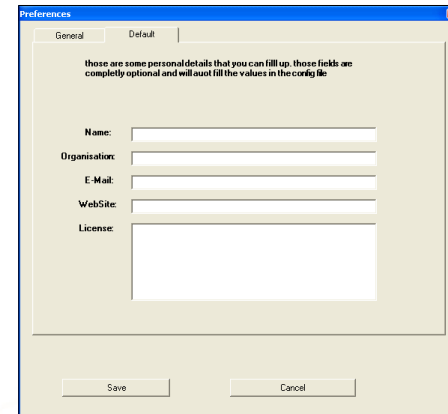 Preferences
General Default
those are some personal details that you can filll up. those fields are
completly optional and will auot fill the values in the config file
Name:
Organisation:
E-Mail:
WebSite:
License:
Save Cancel